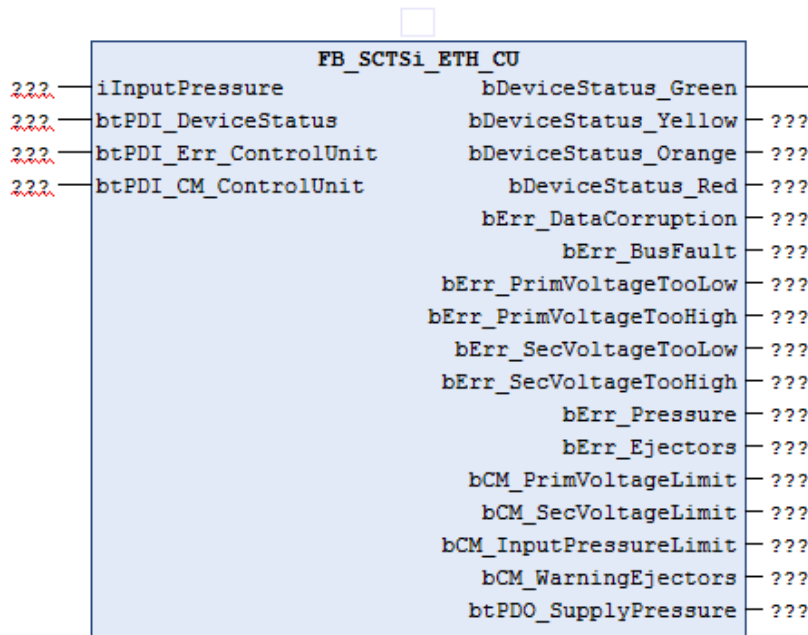 FB_SCTSi_ETH_CU
??? iInputPressure bDeviceStatus_Green
??? btPDI_DeviceStatus bDeviceStatus_Yellow ???
??? btPDI_Err_ControlUnit bDeviceStatus_Orange ???
??? btPDI_CM_ControlUnit bDeviceStatus_Red ???
bErr_DataCorruption ???
bErr_BusFault ???
bErr_PrimVoltageTooLow ???
bErr_PrimVoltageTooHigh ???
bErr_SecVoltageTooLow ???
bErr_SecVoltageTooHigh ???
bErr_Pressure ???
bErr_Ejectors ???
bCM_PrimVoltageLimit ???
bCM_SecVoltageLimit ???
bCM_InputPressureLimit ???
bCM_WarningEjectors ???
btPDO_SupplyPressure ???